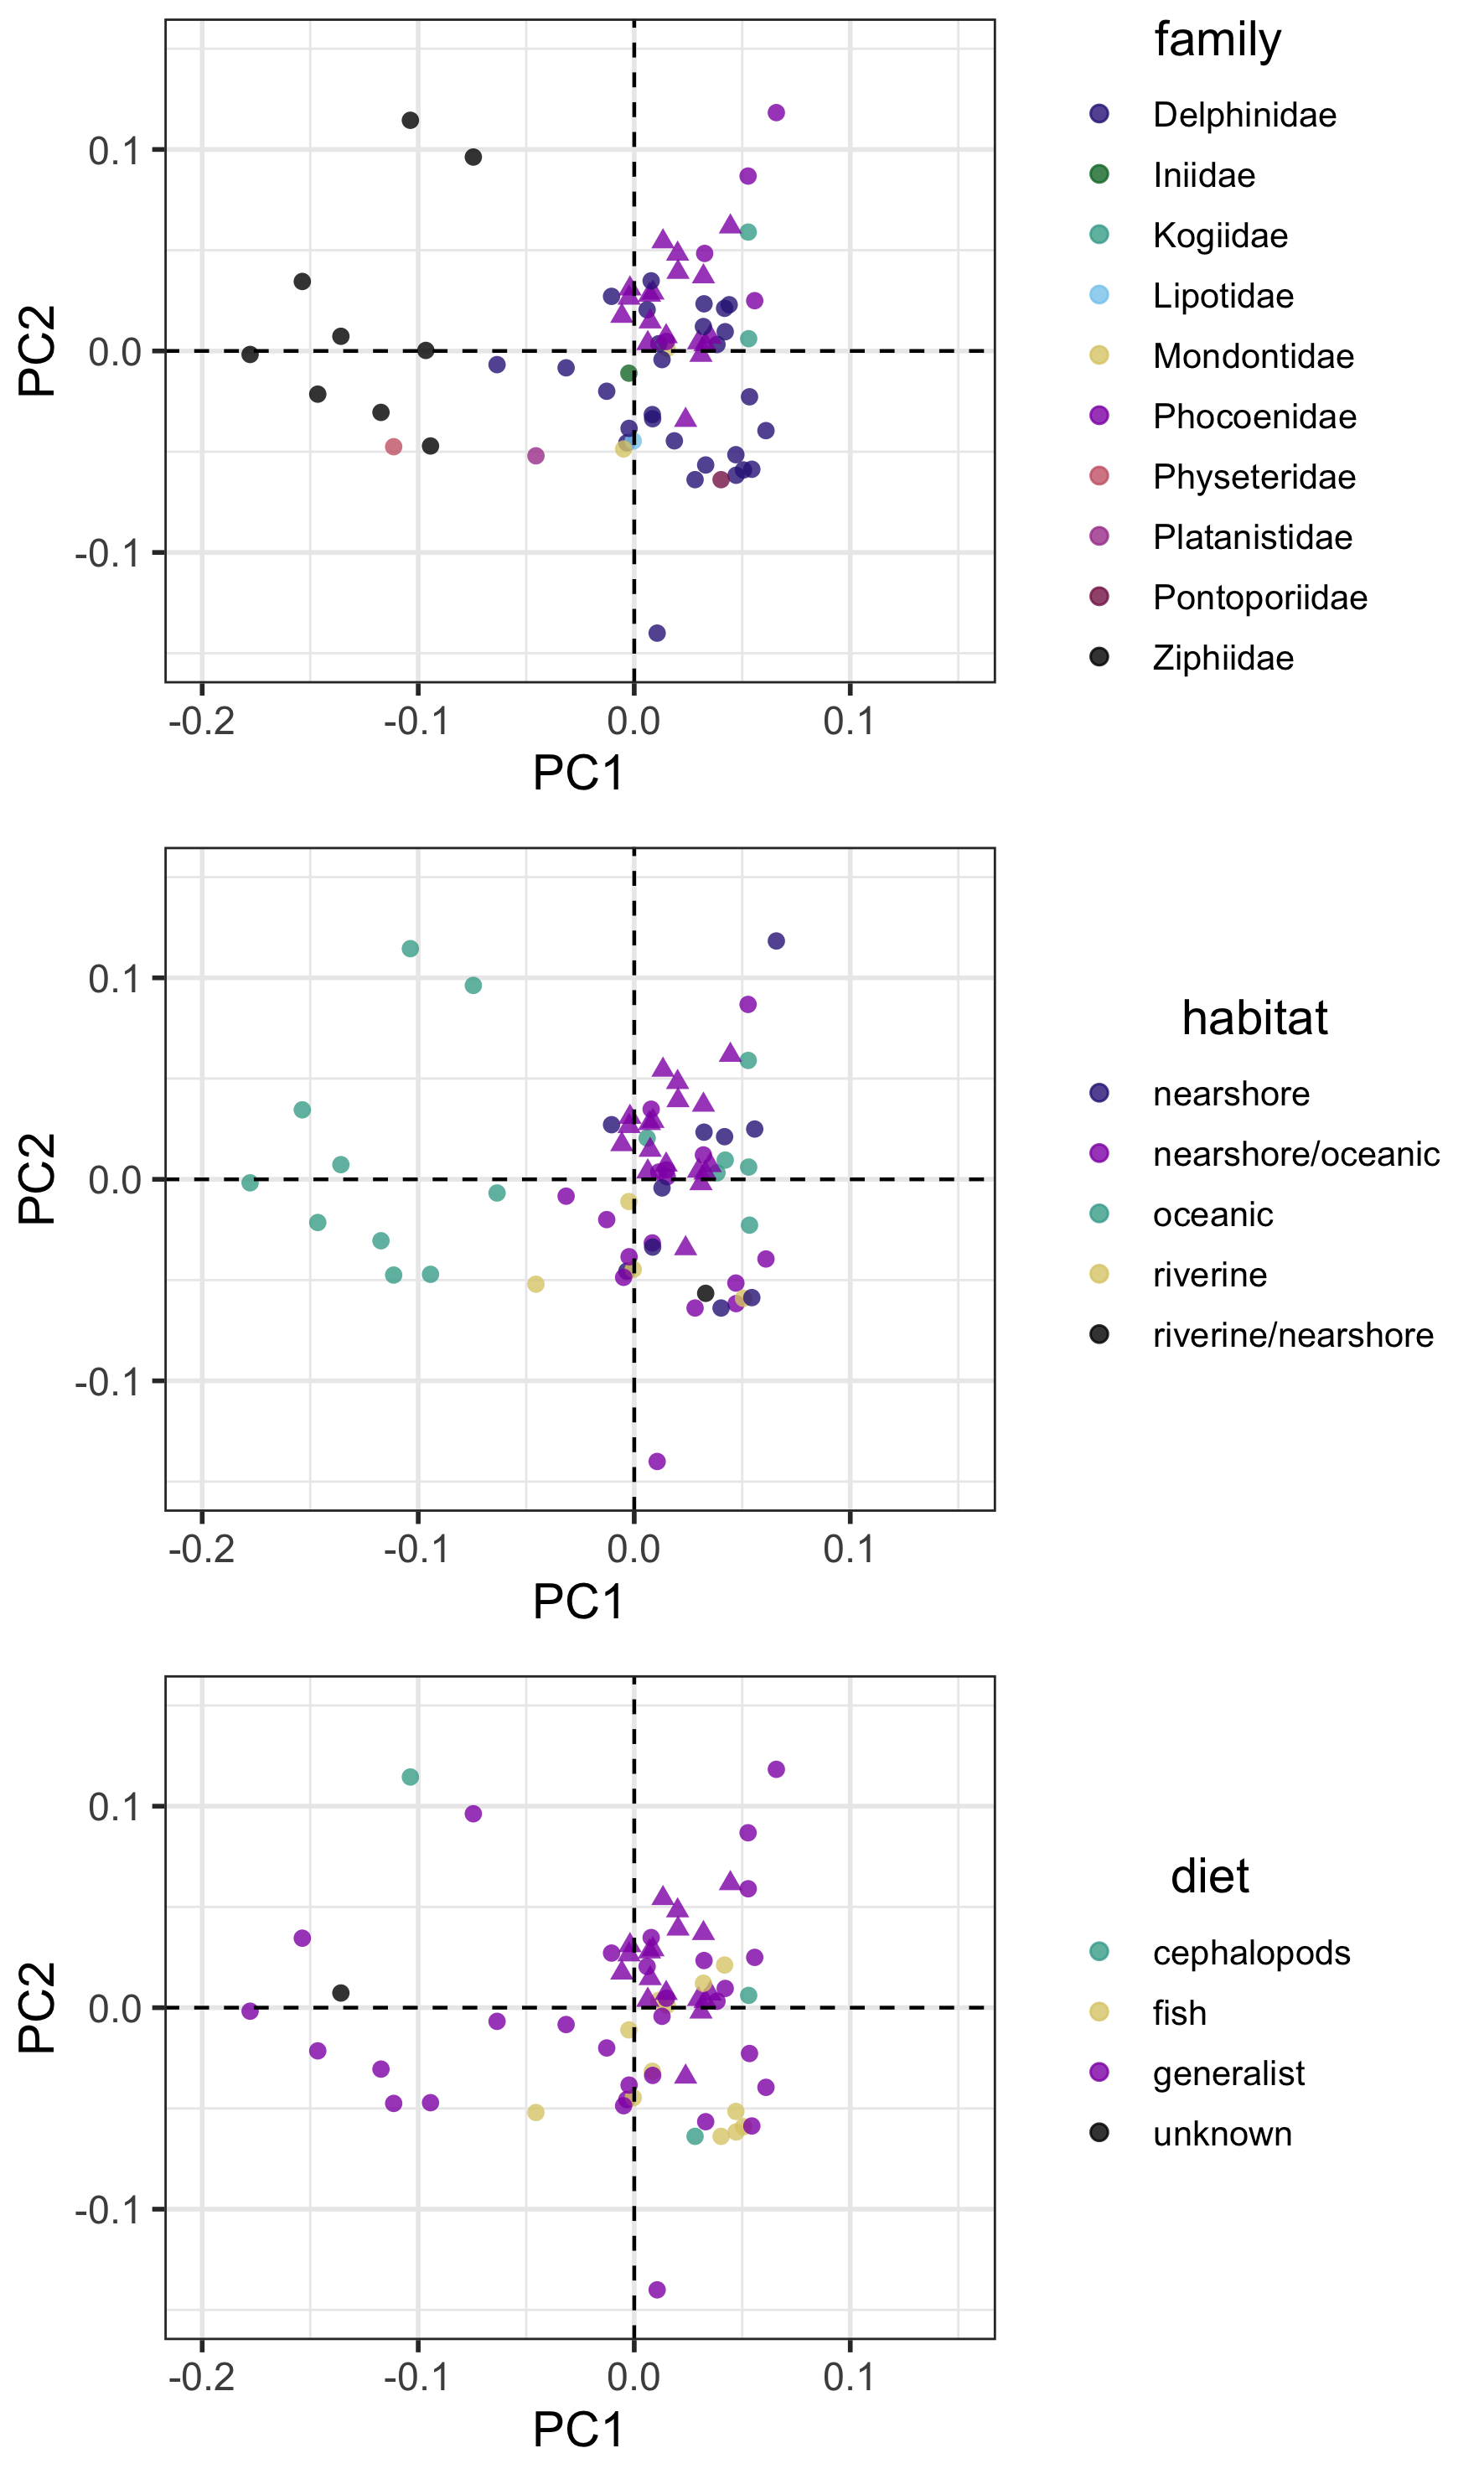 family
Delphinidae
Iniidae
Kogiidae
Lipotidae
Mondontidae
Phocoenidae
Physeteridae
Platanistidae
Pontoporiidae
Ziphiidae
PC2
0.1
0.0
-0.1
-0.2 -0.1 0.0 0.1
PC1
habitat
nearshore
nearshore/oceanic
oceanic
riverine
riverine/nearshore
PC2
0.1
0.0
-0.1
-0.2 -0.1 0.0 0.1
PC1
diet
cephalopods
fish
generalist
unknown
PC2
0.1
0.0
-0.1
-0.2 -0.1 0.0 0.1
PC1